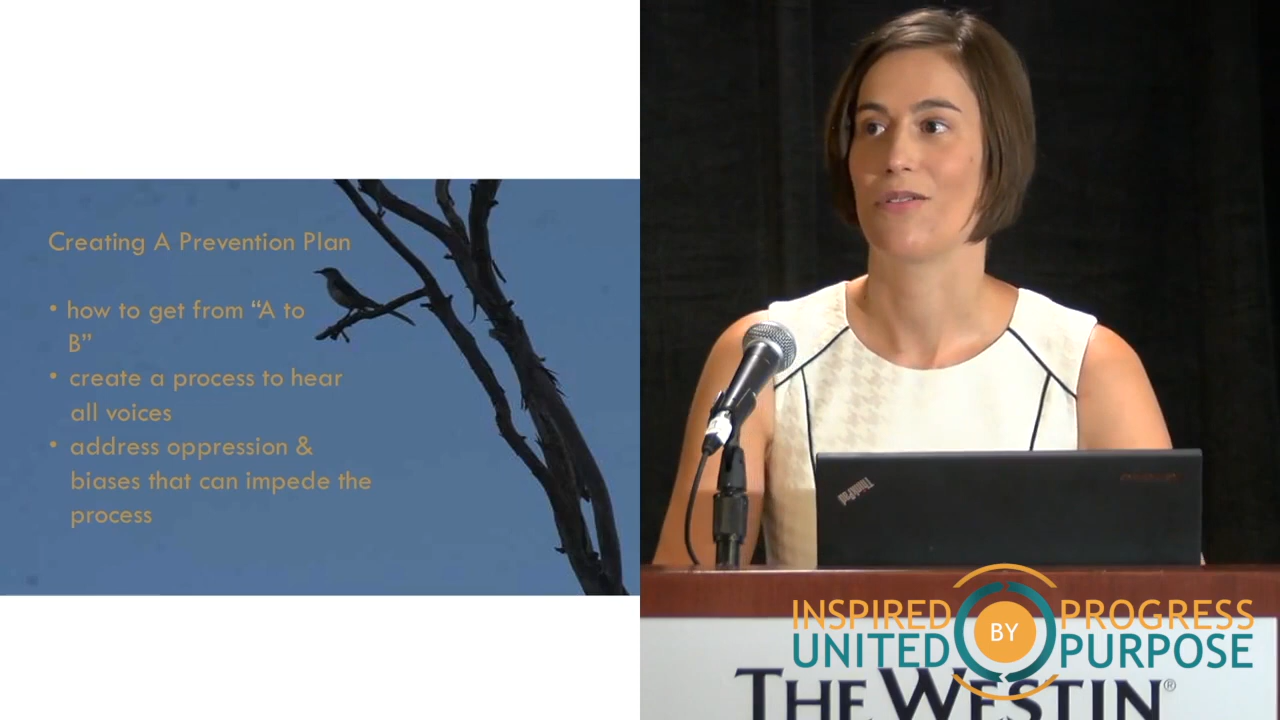 Creating A Prevention Plan
• how to get from “A to
B”
• create a process to hear
all voices
• address oppression &
biases that can impede the
process
ThinkPad
INSPIRED BY PROGRESS
UNITED PURPOSE
THE WESTIN®